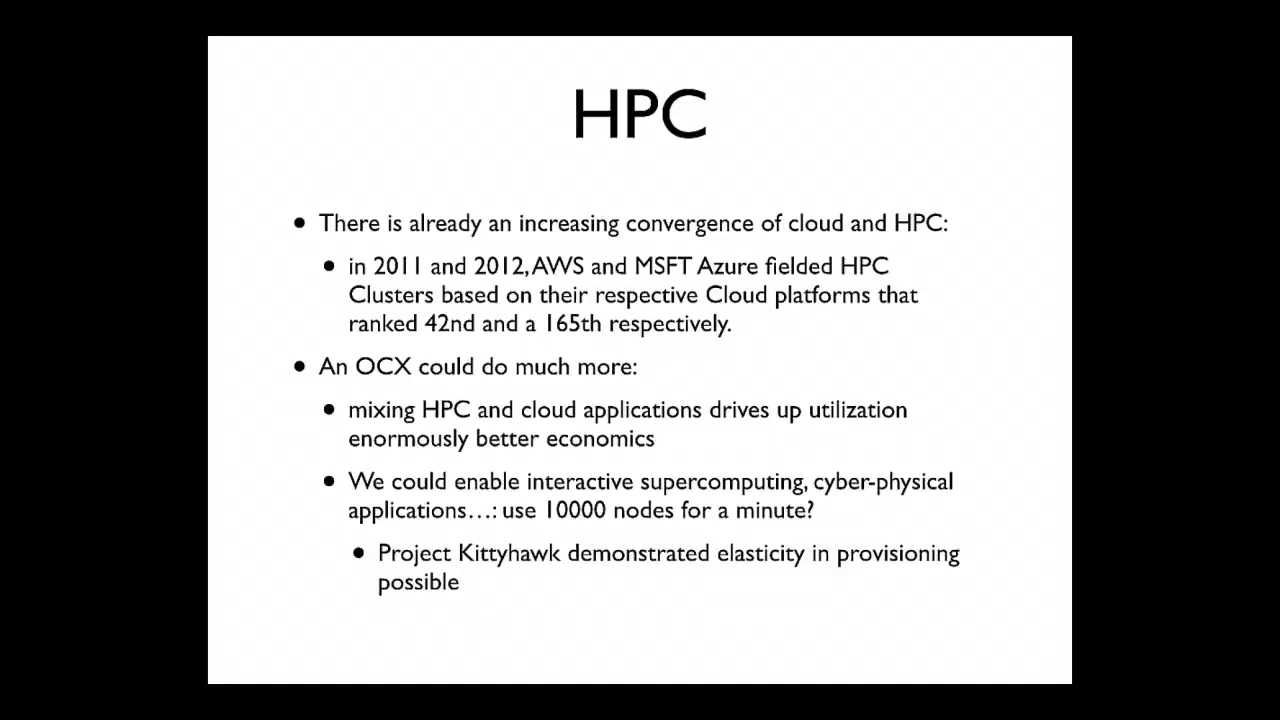 HPC
• There is already an increasing convergence of cloud and HPC:
• in 2011 and 2012, AWS and MSFT Azure fielded HPC
Clusters based on their respective Cloud platforms that
ranked 42nd and a 165th respectively.
• An OCX could do much more:
• mixing HPC and cloud applications drives up utilization
enormously better economics
• We could enable interactive supercomputing, cyber-physical
applications…: use 10000 nodes for a minute?
• Project Kittyhawk demonstrated elasticity in provisioning
possible